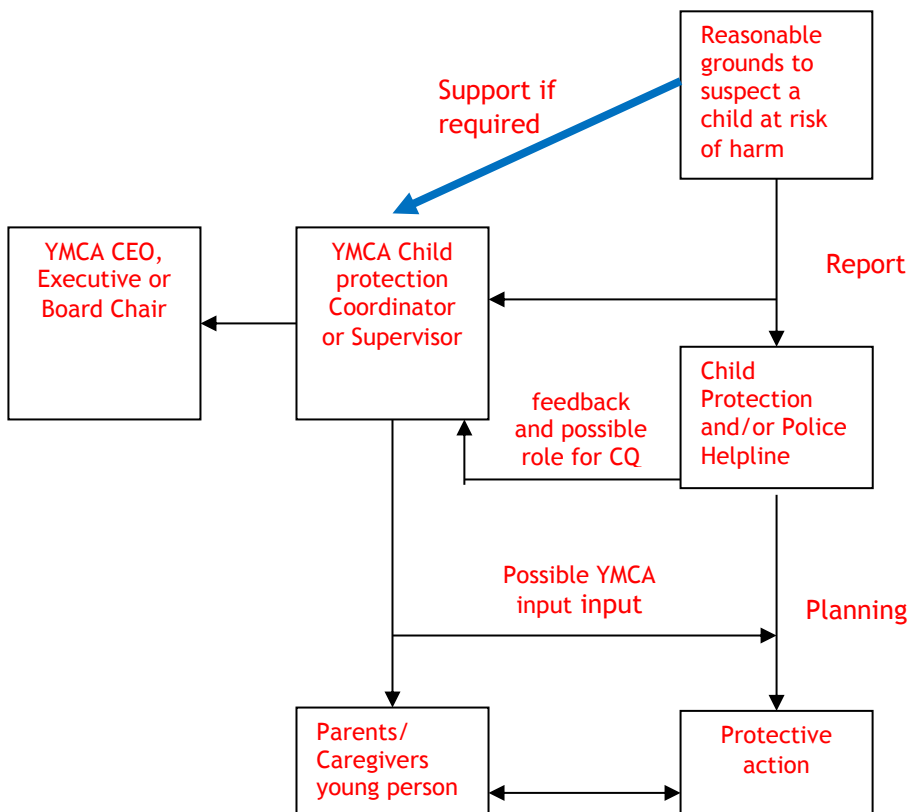 Reasonable
grounds to
suspect a
child at risk
of harm
Support if
required
YMCA CEO,
Executive or
Board Chair
YMCA Child
protection
Coordinator
or Supervisor
Report
Child
Protection
and/or Police
Helpline
feedback
and possible
role for CQ
Possible YMCA
input input
Planning
Parents/
Caregivers
young person
Protective
action